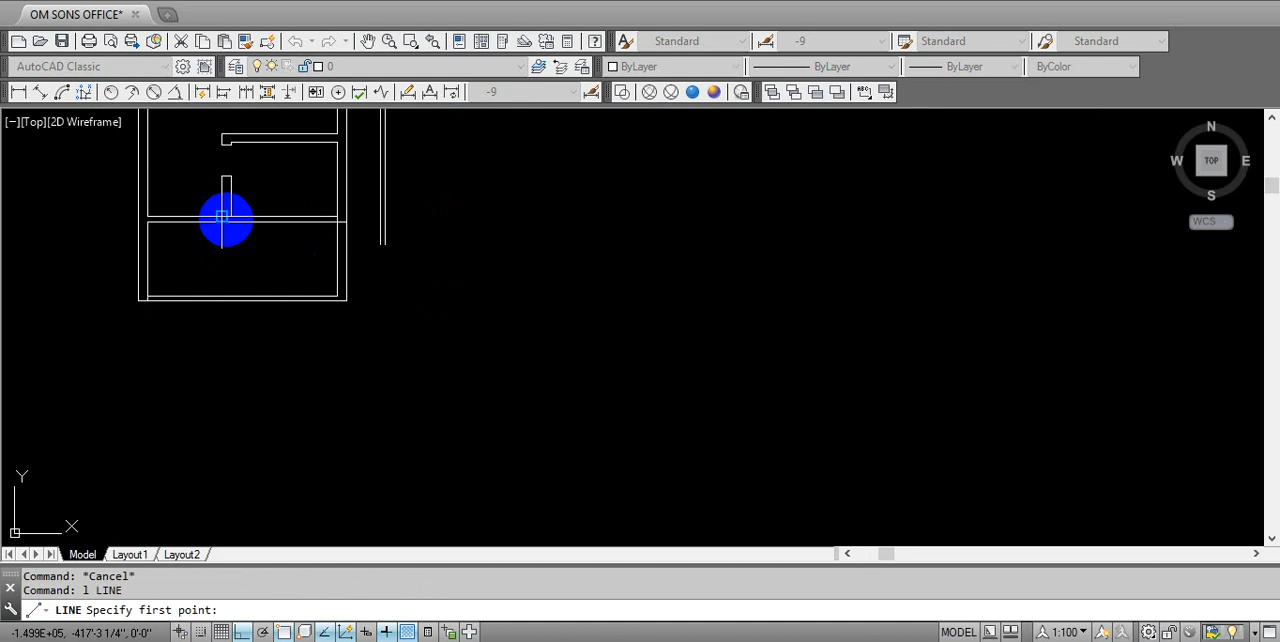 OM SONS OFFICE*
Standard -9 Standard Standard
AutoCAD Classic 0 ByLayer ByLayer ByLayer ByColor
-9
[−][Top][2D Wireframe]
N
W TOP E
S
WCS
Y
X
Model Layout1 Layout2
Command: *Cancel*
Command: l LINE
LINE Specify first point:
-1.499E+05, -417'-3 1/4", 0'-0" MODEL 1:100